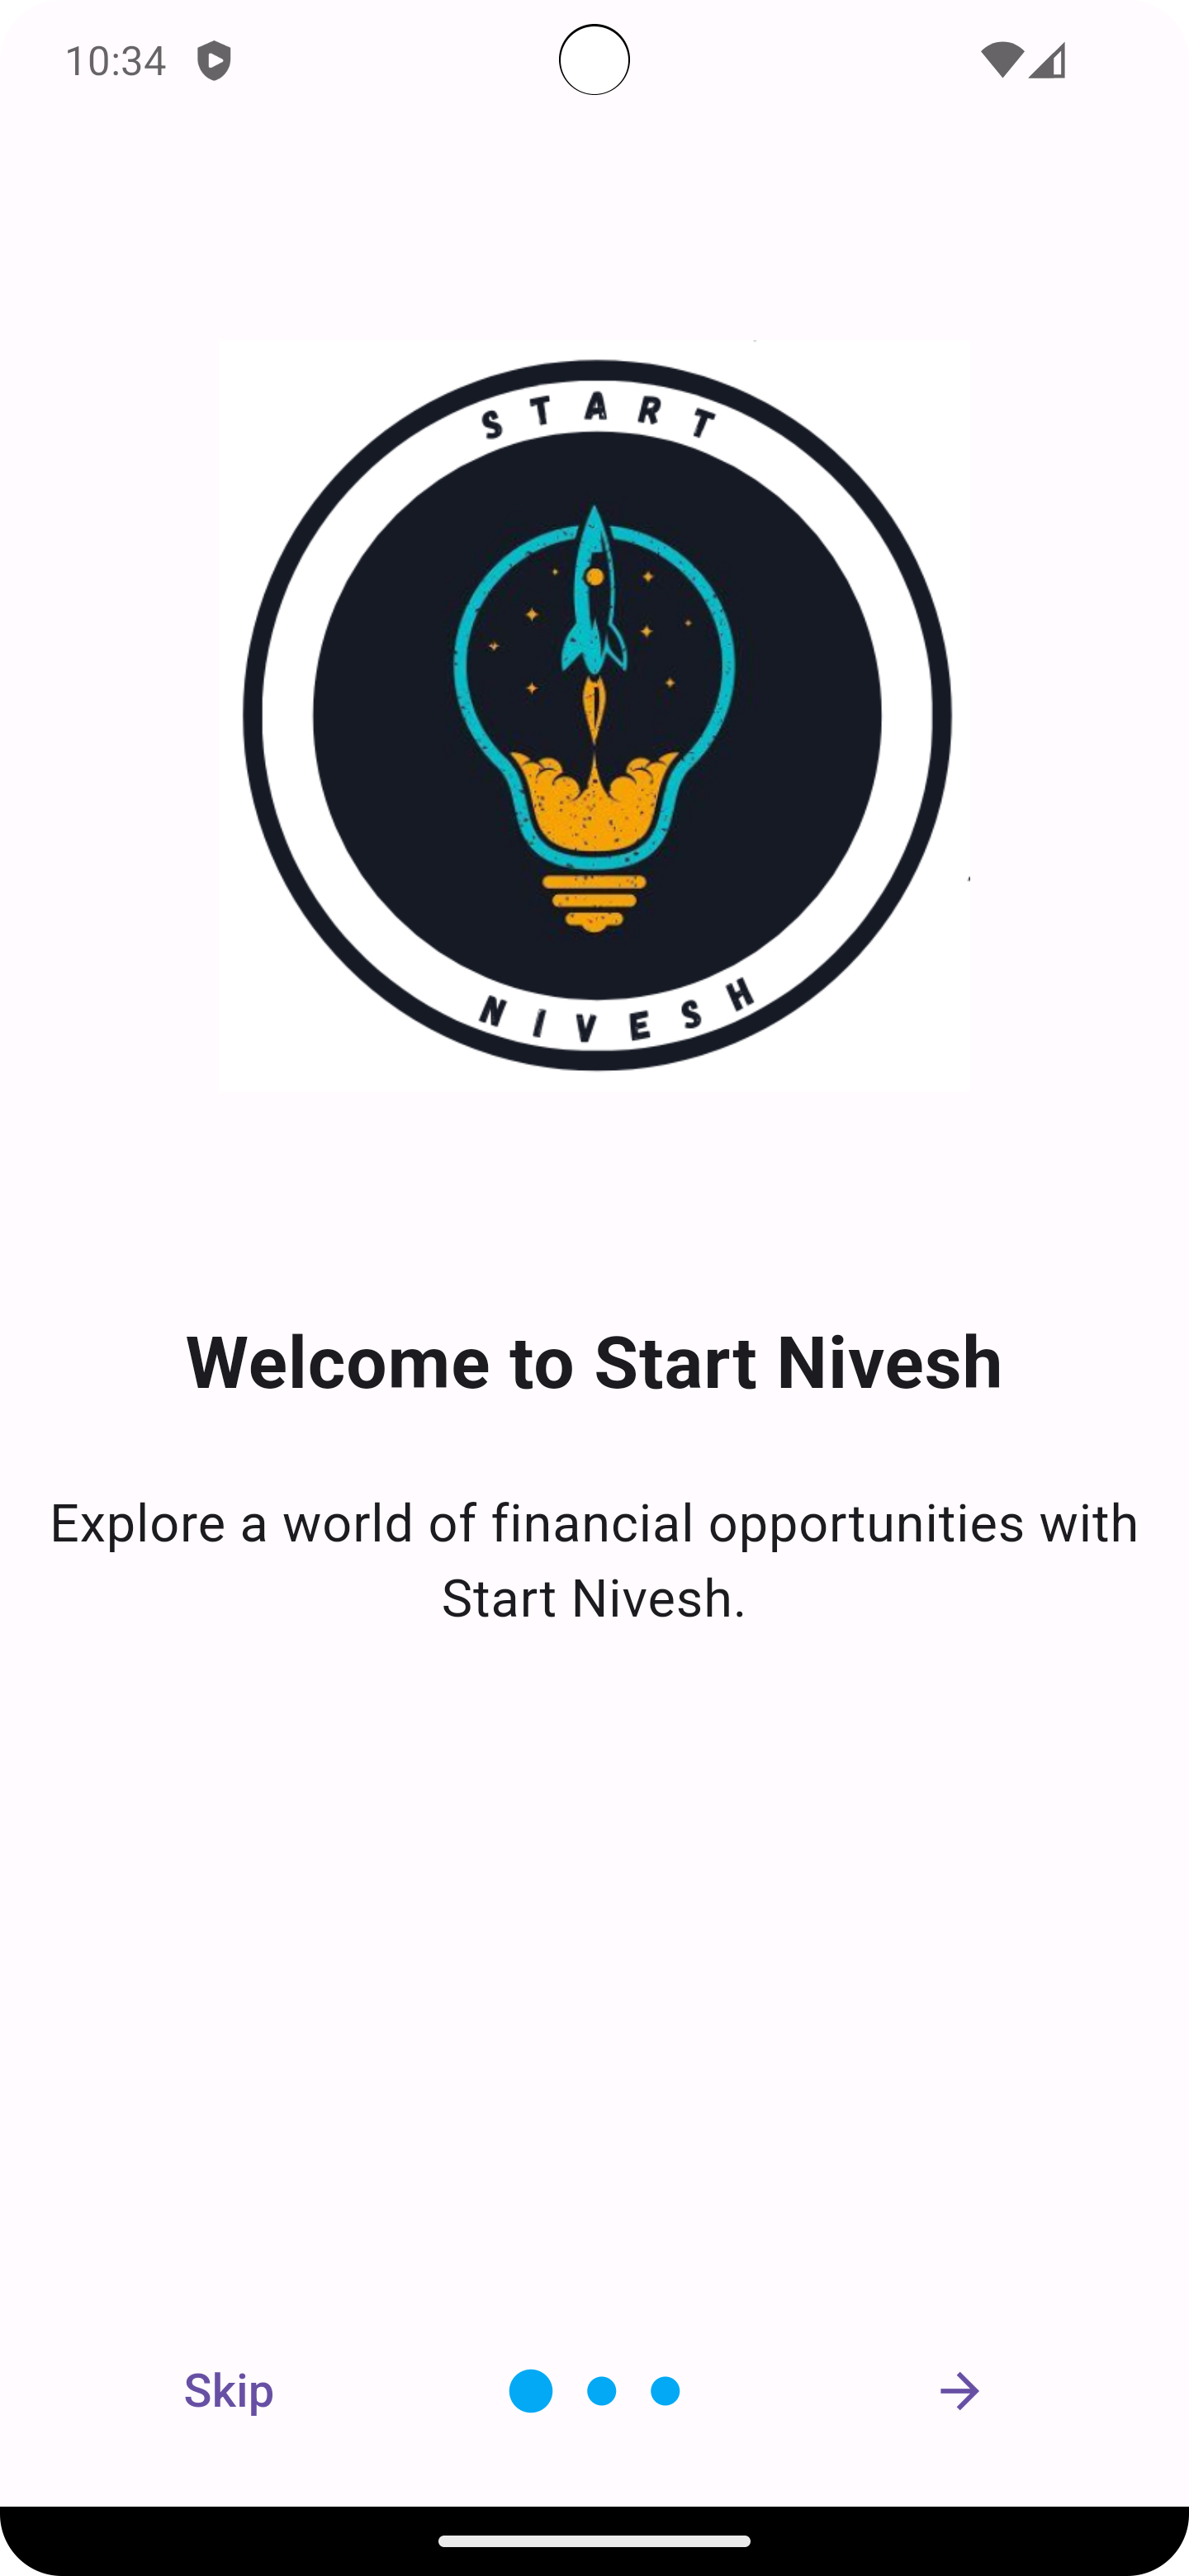 10:34
START
NIVESH
Welcome to Start Nivesh
Explore a world of financial opportunities with
Start Nivesh.
Skip